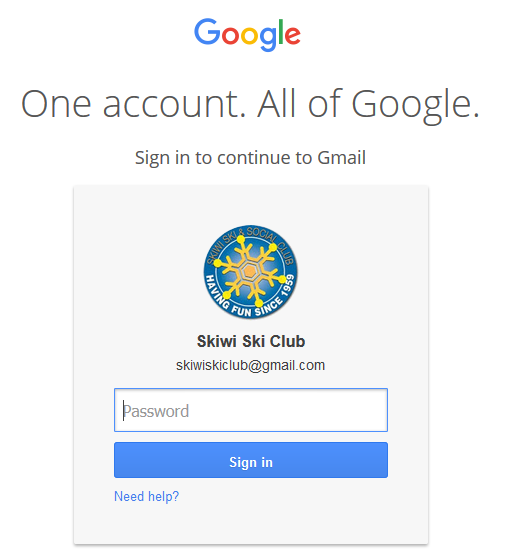 Google
One account. All of Google.
Sign in to continue to Gmail
SKIWI SKI & SOCIAL CLUB
HAVING FUN SINCE 1959
Skiwi Ski Club
skiwiskiclub@gmail.com
Password
Sign in
Need help?